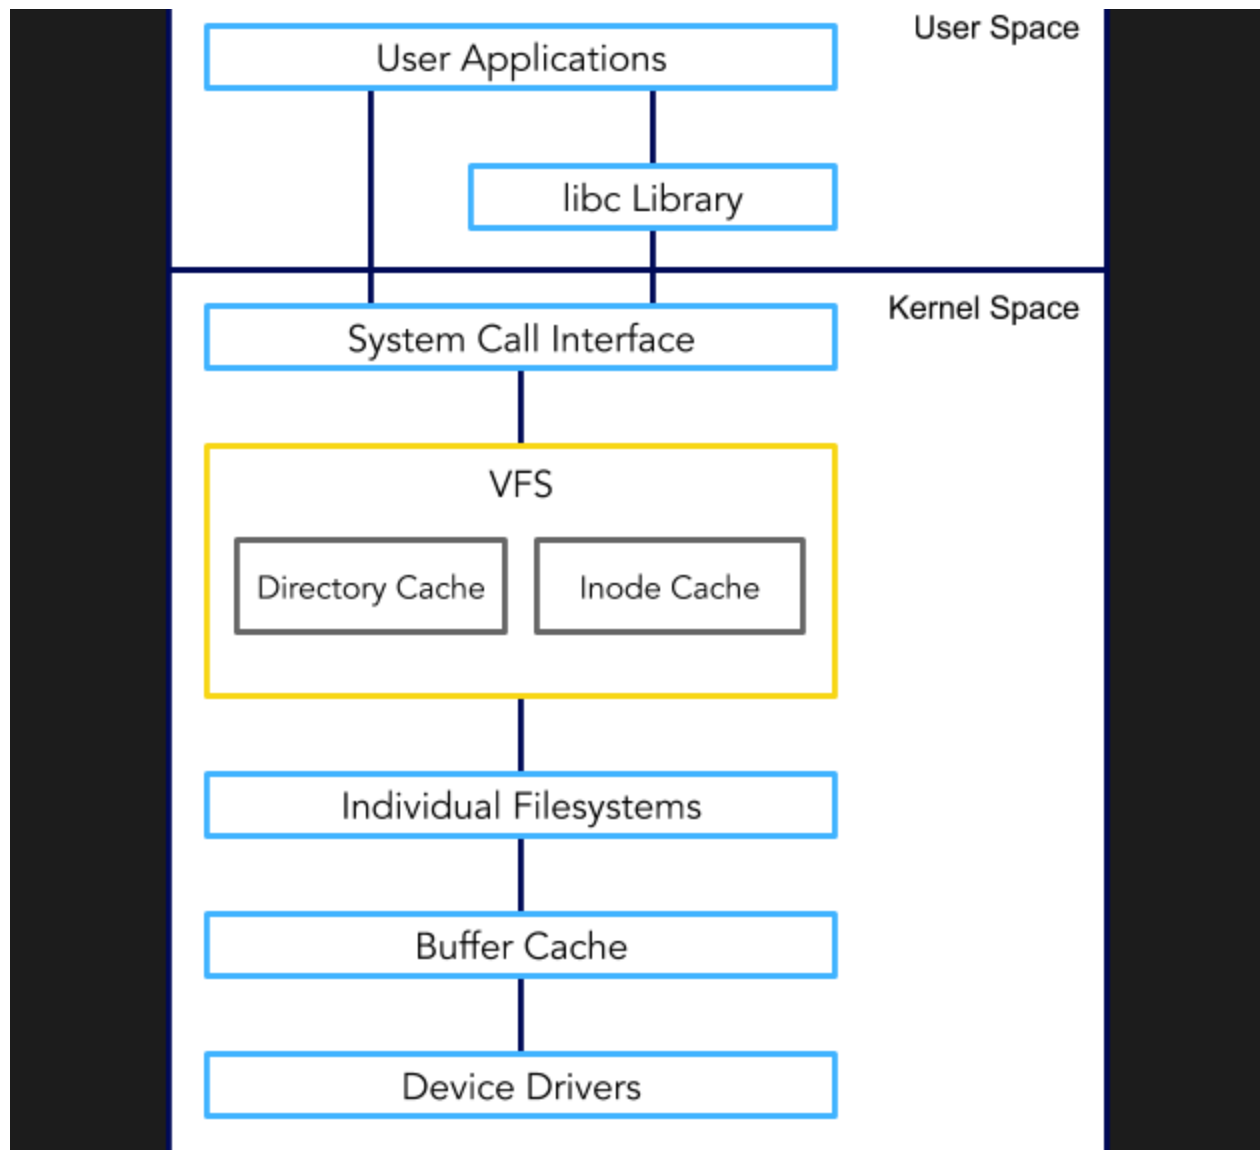 User Space
User Applications
libc Library
Kernel Space
System Call Interface
VFS
Directory Cache
Inode Cache
Individual Filesystems
Buffer Cache
Device Drivers